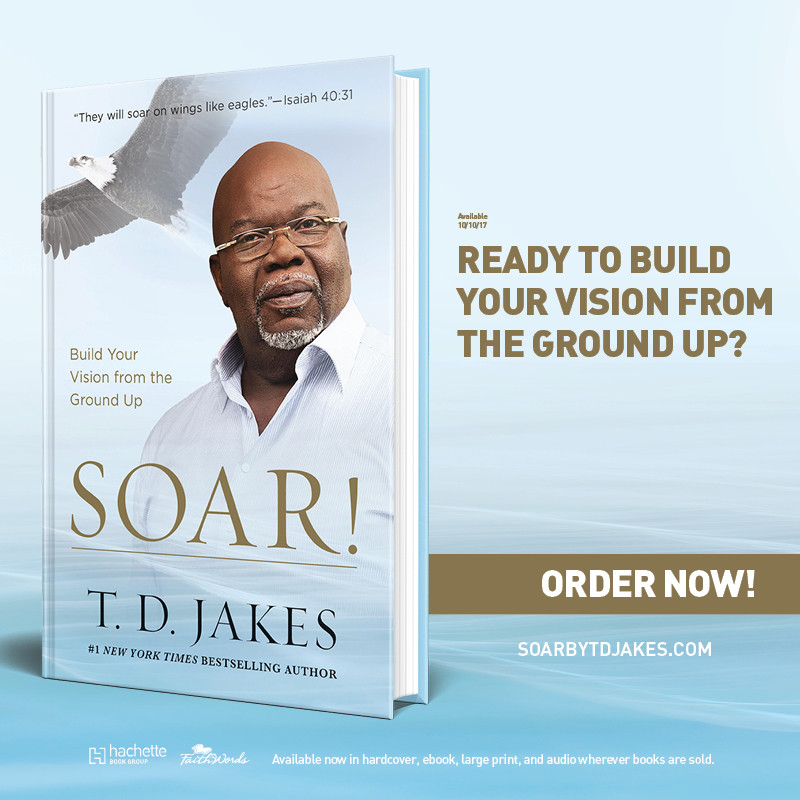 "They will soar on wings like eagles."—Isaiah 40:31
Build Your
Vision from the
Ground Up
SOAR!
T. D. JAKES
#1 NEW YORK TIMES BESTSELLING AUTHOR
Available
10/10/17
READY TO BUILD
YOUR VISION FROM
THE GROUND UP?
ORDER NOW!
SOARBYTDJAKES.COM
hachette
BOOK GROUP
FaithWords
Available now in hardcover, ebook, large print, and audio wherever books are sold.